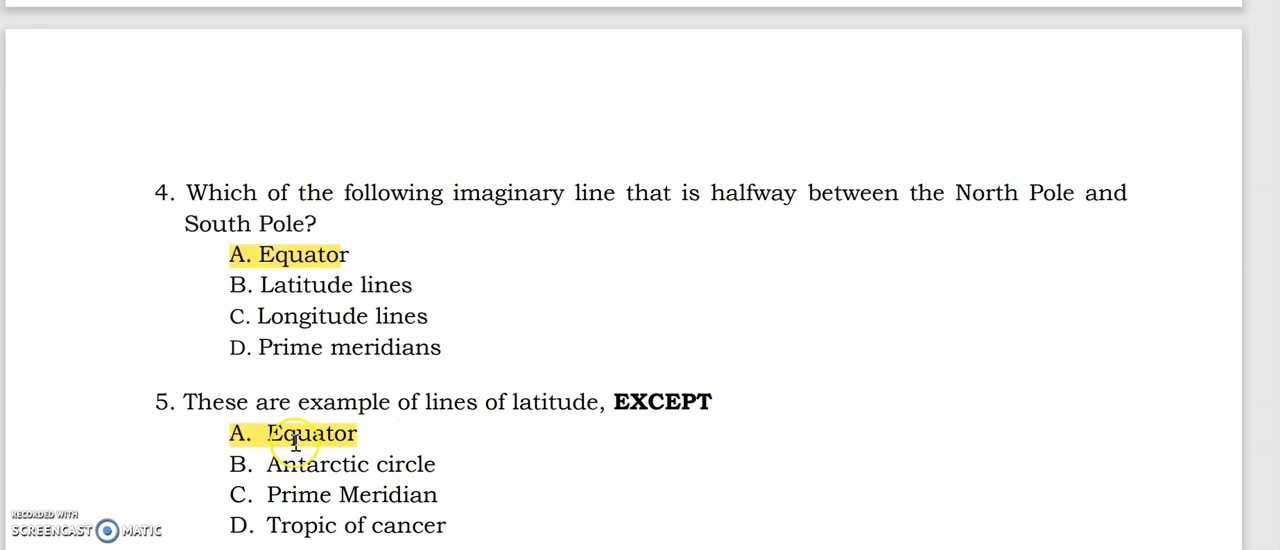 4. Which of the following imaginary line that is halfway between the North Pole and
South Pole?
A. Equator
B. Latitude lines
C. Longitude lines
D. Prime meridians
5. These are example of lines of latitude, EXCEPT
A. Equator
B. Antarctic circle
C. Prime Meridian
D. Tropic of cancer
RECORDED WITH
SCREENCAST MATIC